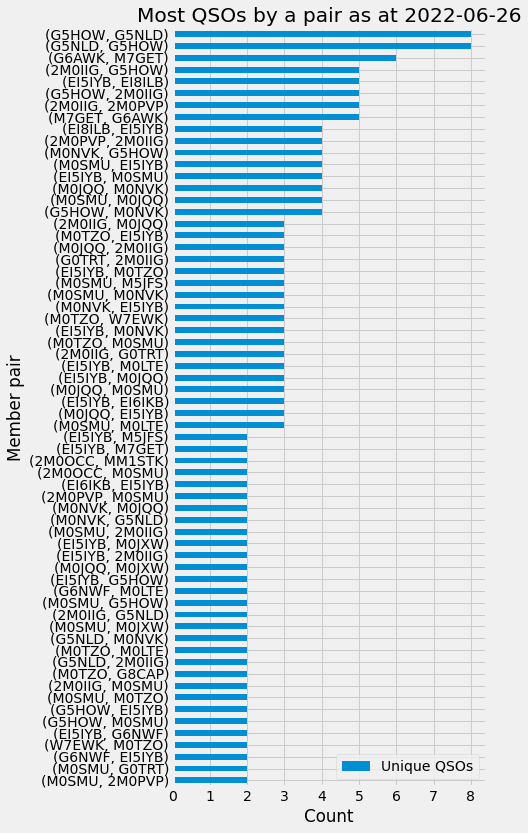 Most QSOs by a pair as at 2022-06-26
(G5HOW, G5NLD)
(G5NLD, G5HOW)
(G6AWK, M7GET)
(2M0IIG, G5HOW)
(EI5IYB, EI8ILB)
(G5HOW, 2M0IIG)
(2M0IIG, 2M0PVP)
(M7GET, G6AWK)
(EI8ILB, EI5IYB)
(2M0PVP, 2M0IIG)
(M0NVK, G5HOW)
(M0SMU, EI5IYB)
(EI5IYB, M0SMU)
(M0JQQ, M0NVK)
(M0SMU, M0JQQ)
(G5HOW, M0NVK)
(2M0IIG, M0JQQ)
(M0TZO, EI5IYB)
(M0JQQ, 2M0IIG)
(G0TRT, 2M0IIG)
(EI5IYB, M0TZO)
(M0SMU, M5JFS)
(M0SMU, M0NVK)
(M0NVK, EI5IYB)
(M0TZO, W7EWK)
(EI5IYB, M0NVK)
(M0TZO, M0SMU)
(2M0IIG, G0TRT)
(EI5IYB, M0LTE)
(EI5IYB, M0JQQ)
(M0JQQ, M0SMU)
(EI5IYB, EI6IKB)
(M0JQQ, EI5IYB)
(M0SMU, M0LTE)
(EI5IYB, M5JFS)
(EI5IYB, M7GET)
(2M0OCC, MM1STK)
(2M0OCC, M0SMU)
(EI6IKB, EI5IYB)
(2M0PVP, M0SMU)
(M0NVK, M0JQQ)
(M0NVK, G5NLD)
(M0SMU, 2M0IIG)
(EI5IYB, M0JXW)
(EI5IYB, 2M0IIG)
(M0JQQ, M0JXW)
(EI5IYB, G5HOW)
(G6NWF, M0LTE)
(M0SMU, G5HOW)
(2M0IIG, G5NLD)
(M0SMU, M0JXW)
(G5NLD, M0NVK)
(M0TZO, M0LTE)
(G5NLD, 2M0IIG)
(M0TZO, G8CAP)
(2M0IIG, M0SMU)
(M0SMU, M0TZO)
(G5HOW, EI5IYB)
(G5HOW, M0SMU)
(EI5IYB, G6NWF)
(W7EWK, M0TZO)
(G6NWF, EI5IYB)
(M0SMU, G0TRT)
(M0SMU, 2M0PVP)
Member pair
Unique QSOs
0 1 2 3 4 5 6 7 8
Count